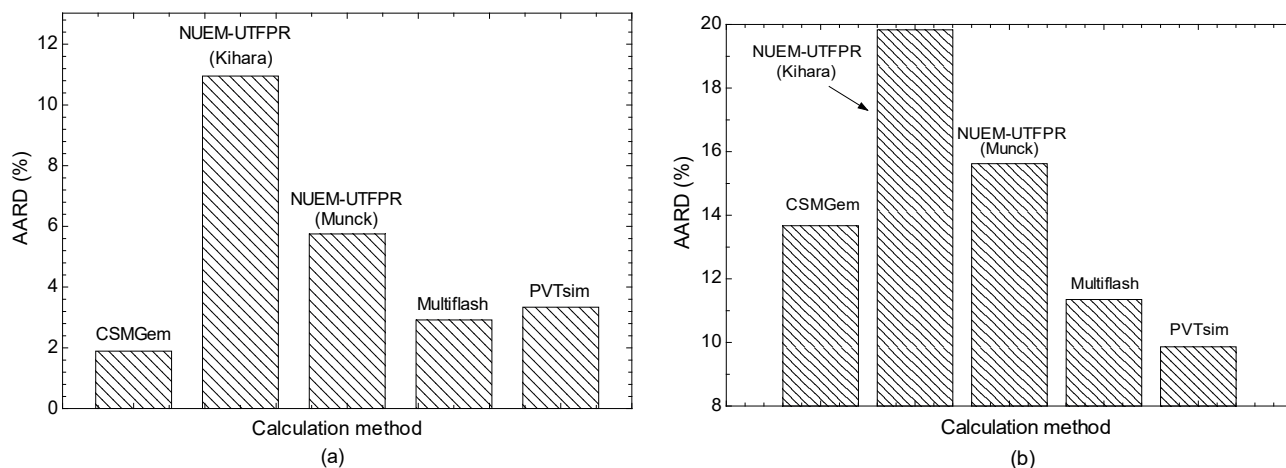 12
10
8
6
4
2
0
AARD (%)
NUEM-UTFPR
(Kihara)
NUEM-UTFPR
(Munck)
CSMGem
Multiflash
PVTsim
Calculation method
(a)
20
18
16
14
12
10
8
AARD (%)
NUEM-UTFPR
(Kihara)
NUEM-UTFPR
(Munck)
CSMGem
Multiflash
PVTsim
Calculation method
(b)